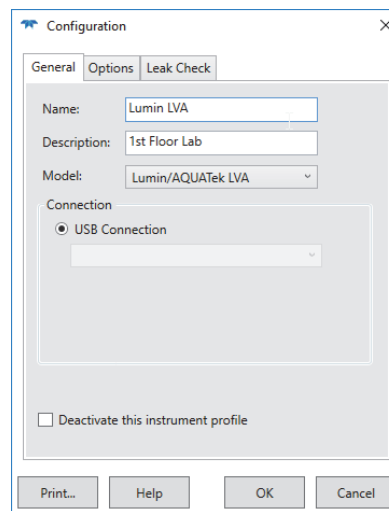 Configuration
General Options Leak Check
Name: Lumin LVA
Description: 1st Floor Lab
Model: Lumin/AQUATek LVA
Connection
USB Connection
Deactivate this instrument profile
Print... Help OK Cancel